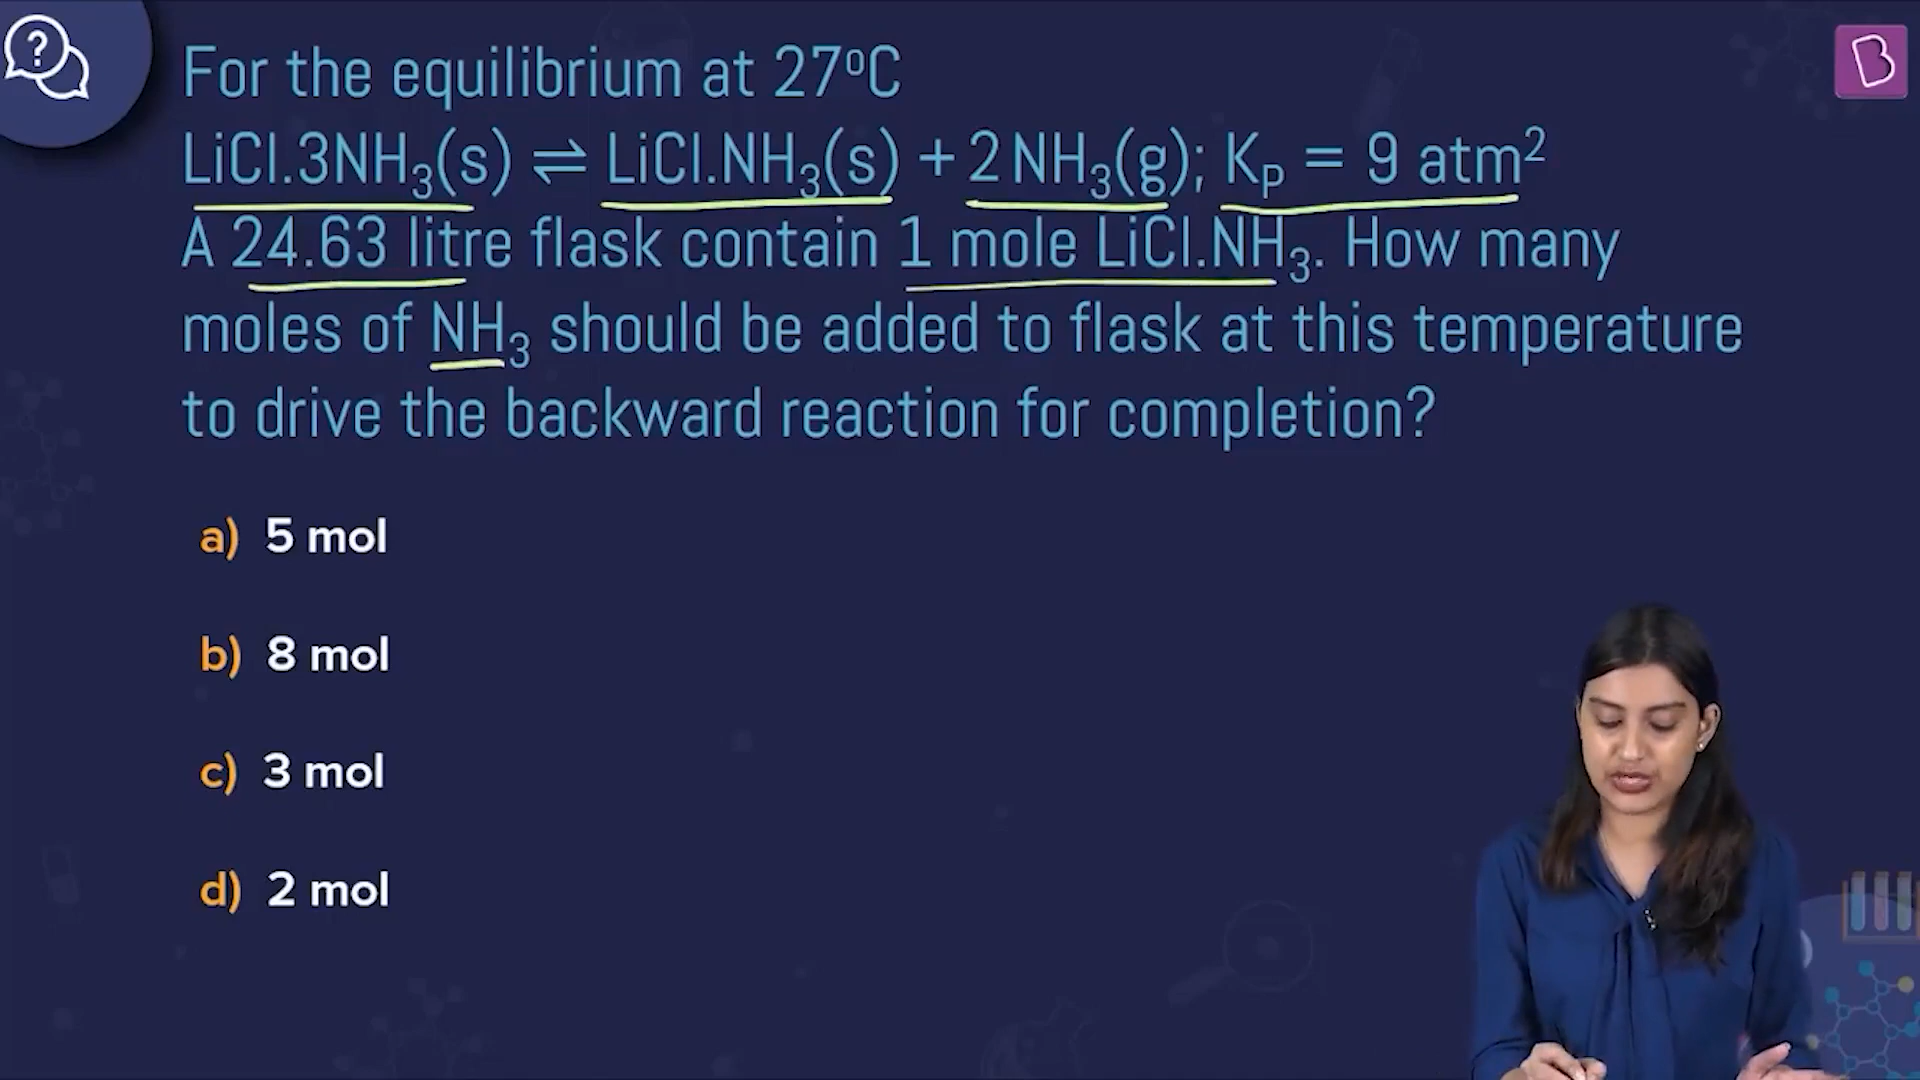 For the equilibrium at 27⁰C
LiCl.3NH₃(s) ⇌ LiCl.NH₃(s) + 2 NH₃(g); Kₚ = 9 atm²
A 24.63 litre flask contain 1 mole LiCl.NH₃. How many
moles of NH₃ should be added to flask at this temperature
to drive the backward reaction for completion?
a) 5 mol
b) 8 mol
c) 3 mol
d) 2 mol